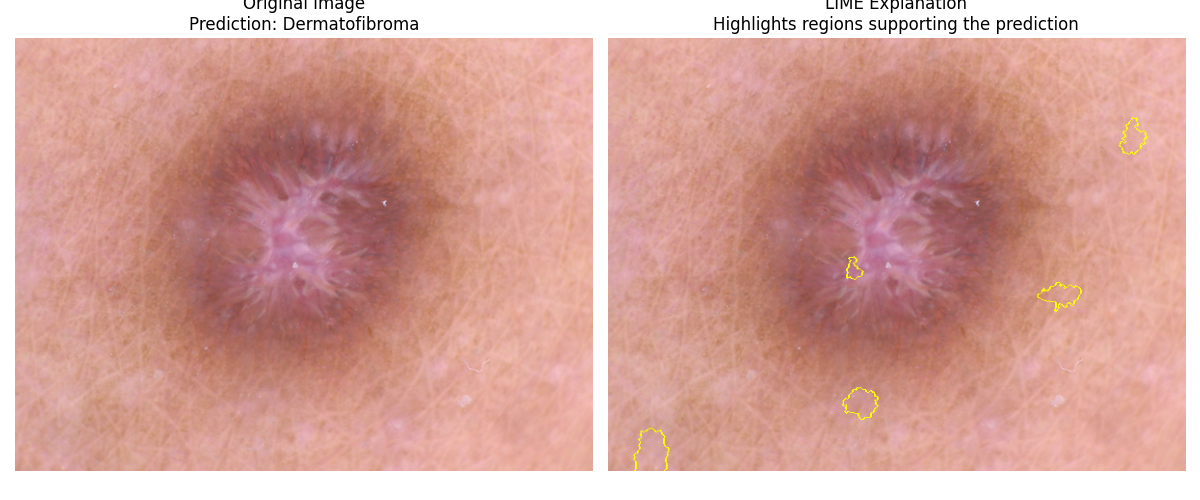 Original Image
Prediction: Dermatofibroma
LIME Explanation
Highlights regions supporting the prediction